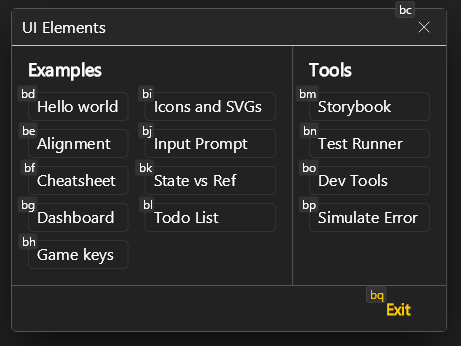 bc
UI Elements
Examples
bd Hello world
be Alignment
bf Cheatsheet
bg Dashboard
bh Game keys
bi Icons and SVGs
bj Input Prompt
bk State vs Ref
bl Todo List
Tools
bm Storybook
bn Test Runner
bo Dev Tools
bp Simulate Error
bq Exit